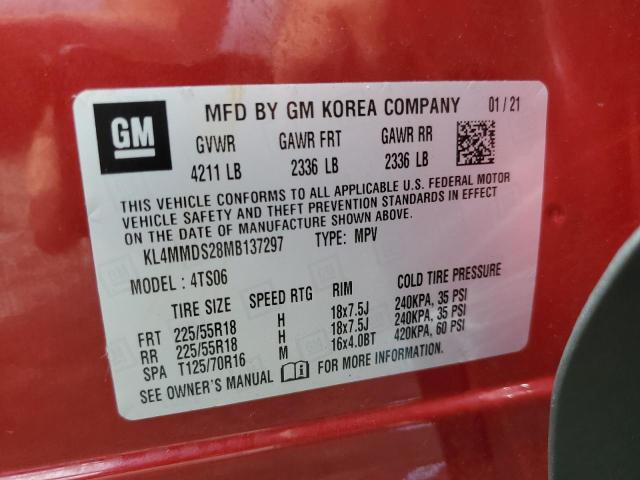 GM
MFD BY GM KOREA COMPANY 01/21
GVWR GAWR FRT GAWR RR
4211 LB 2336 LB 2336 LB
THIS VEHICLE CONFORMS TO ALL APPLICABLE U.S. FEDERAL MOTOR
VEHICLE SAFETY AND THEFT PREVENTION STANDARDS IN EFFECT
ON THE DATE OF MANUFACTURE SHOWN ABOVE.
KL4MMDS28MB137297 TYPE: MPV
MODEL : 4TS06
TIRE SIZE SPEED RTG RIM COLD TIRE PRESSURE
FRT 225/55R18 H 18x7.5J 240KPA, 35 PSI
RR 225/55R18 H 18x7.5J 240KPA, 35 PSI
SPA T125/70R16 M 16x4.0BT 420KPA, 60 PSI
SEE OWNER'S MANUAL FOR MORE INFORMATION.